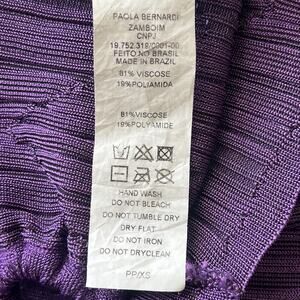 PAOLA BERNARDI
ZAMBOIM
CNPJ
19.752.319/0001-00
FEITO NO BRASIL
MADE IN BRAZIL
81% VISCOSE
19%POLIAMIDA
81%VISCOSE
19%POLYAMIDE
HAND WASH
DO NOT BLEACH
DO NOT TUMBLE DRY
DRY FLAT
DO NOT IRON
DO NOT DRYCLEAN
PP/XS